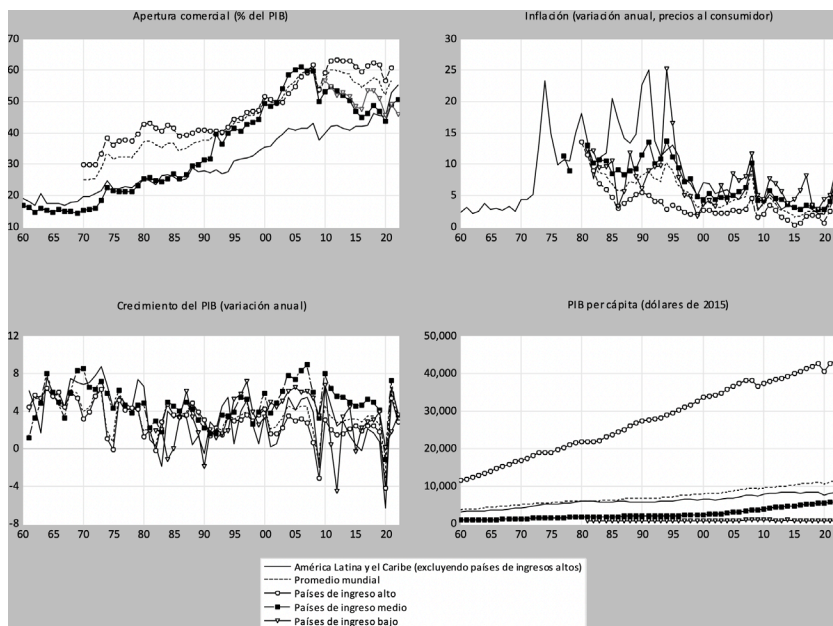 Apertura comercial (% del PIB)
70
60
50
40
30
20
10
60 65 70 75 80 85 90 95 00 05 10 15 20
Inflación (variación anual, precios al consumidor)
30
25
20
15
10
5
0
60 65 70 75 80 85 90 95 00 05 10 15 20
Crecimiento del PIB (variación anual)
12
8
4
0
-4
-8
60 65 70 75 80 85 90 95 00 05 10 15 20
PIB per cápita (dólares de 2015)
50,000
40,000
30,000
20,000
10,000
0
60 65 70 75 80 85 90 95 00 05 10 15 20
América Latina y el Caribe (excluyendo países de ingresos altos)
Promedio mundial
Países de ingreso alto
Países de ingreso medio
Países de ingreso bajo